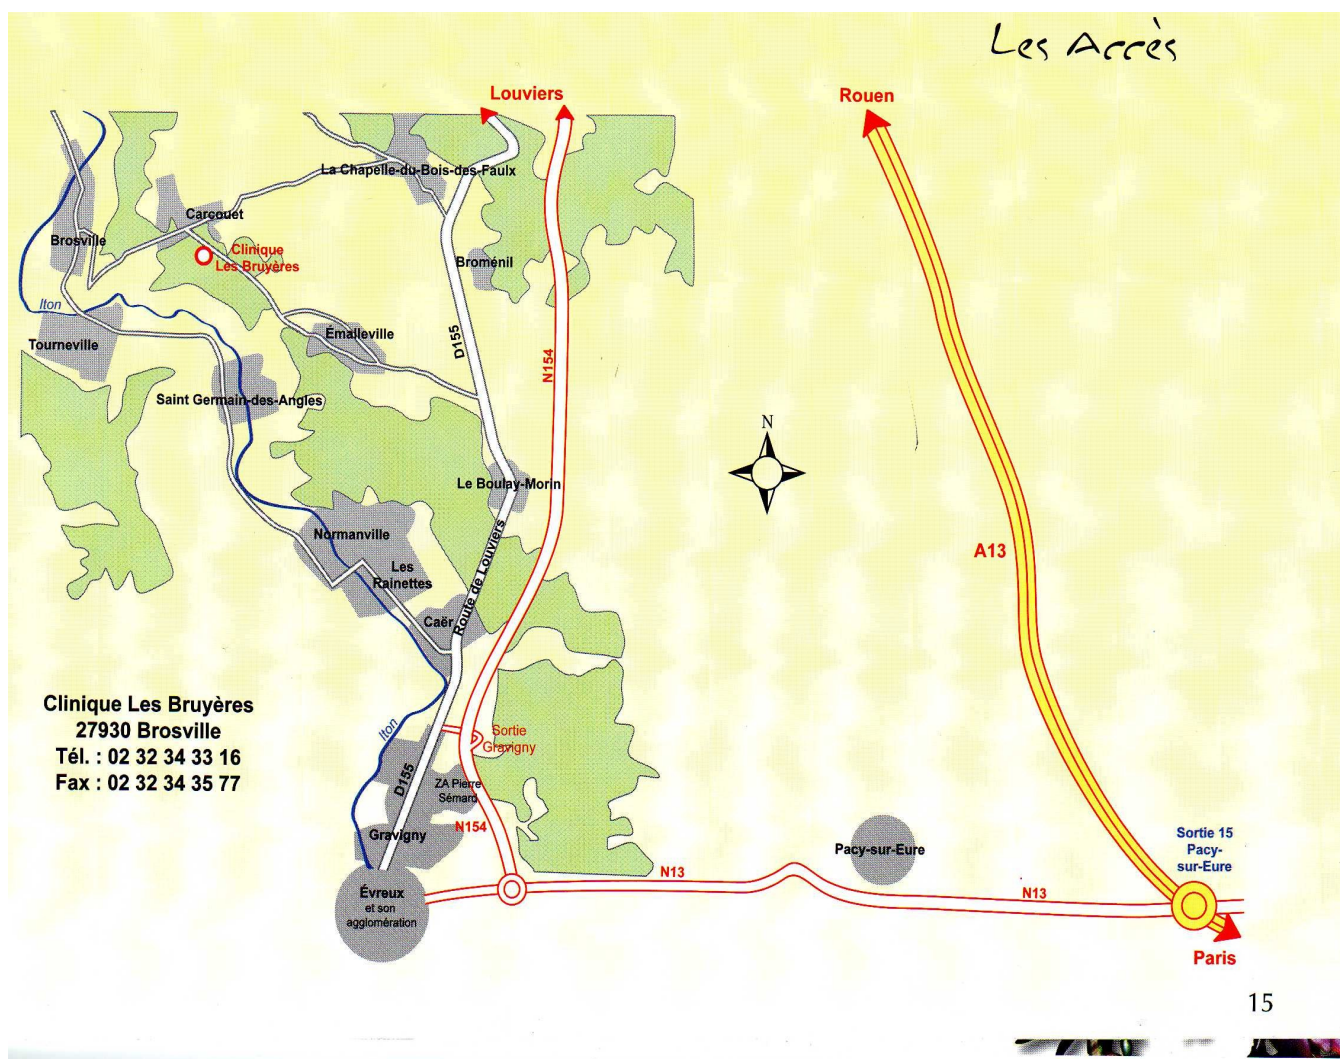 Les Accès
Louviers
Rouen
La Chapelle-du-Bois-des-Faulx
Carcouet
Brosville
Clinique
Les Bruyères
Broménil
Iton
Tourneville
Émalleville
D155
N154
Saint Germain-des-Angles
N
Le Boulay-Morin
Normanville
Les
Rainettes
Route de Louviers
A13
Caër
Clinique Les Bruyères
27930 Brosville
Tél. : 02 32 34 33 16
Fax : 02 32 34 35 77
Iton
Sortie
Gravigny
D155
ZA Pierre
Sémard
Gravigny
N154
Pacy-sur-Eure
Sortie 15
Pacy-
sur-Eure
Évreux
et son
agglomération
N13
N13
Paris
15